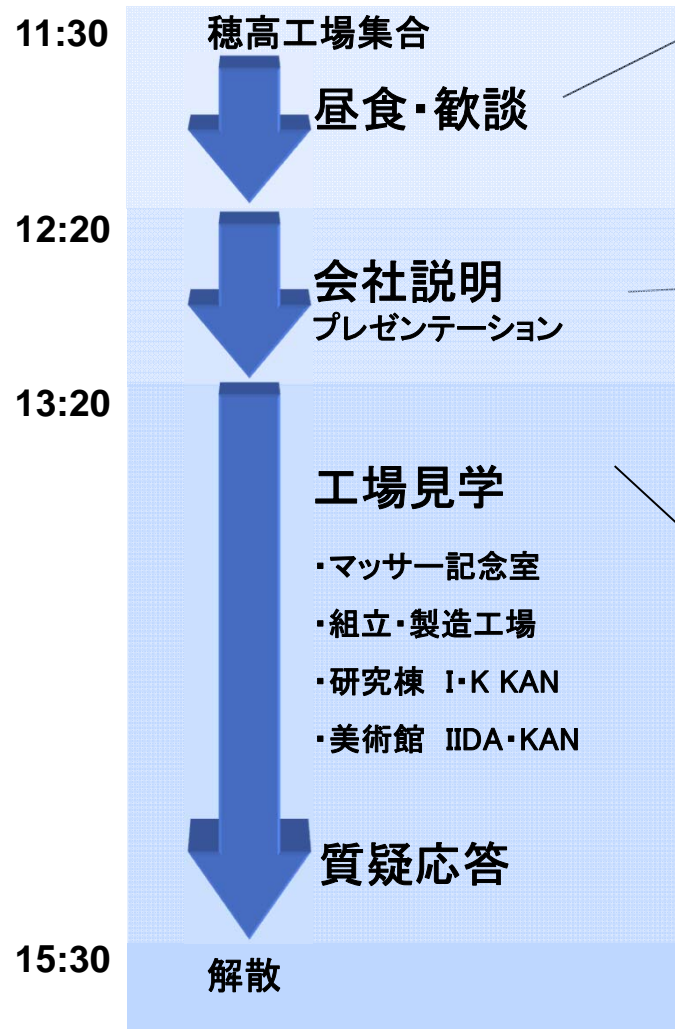 11:30 穂高工場集合
昼食・歓談
12:20
会社説明
プレゼンテーション
13:20
工場見学
・マッサー記念室
・組立・製造工場
・研究棟 I・K KAN
・美術館 IIDA・KAN
質疑応答
15:30 解散